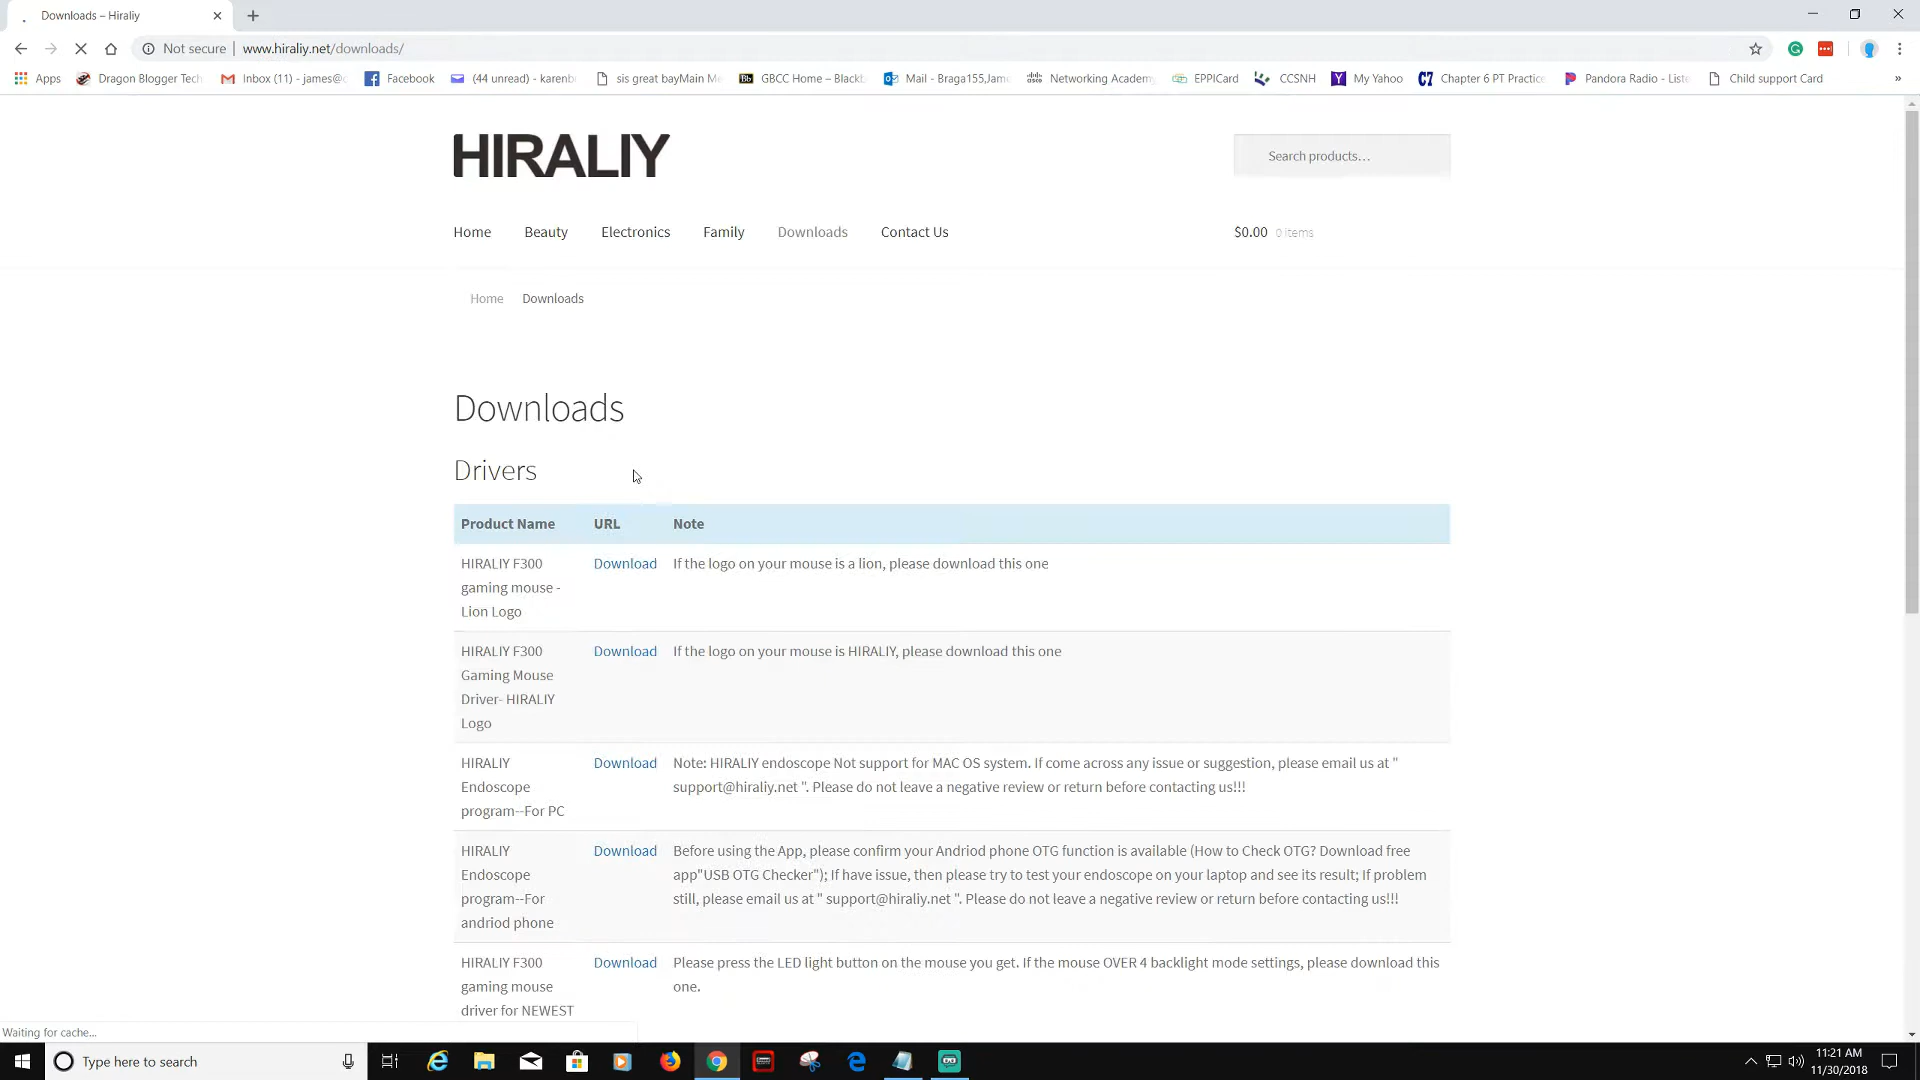 Downloads – Hiraliy
Not secure | www.hiraliy.net/downloads/
Apps Dragon Blogger Tech Inbox (11) - james@c Facebook (44 unread) - karenb sis great bayMain Me Bb GBCC Home – Blackb Mail - Braga155,Jam Networking Academy EPPICard CCSNH My Yahoo Chapter 6 PT Practice Pandora Radio - Liste Child support Card »
HIRALIY
Search products…
Home Beauty Electronics Family Downloads Contact Us $0.00 0 items
Home Downloads
Downloads
Drivers
Product Name URL Note
HIRALIY F300 Download If the logo on your mouse is a lion, please download this one
gaming mouse -
Lion Logo
HIRALIY F300 Download If the logo on your mouse is HIRALIY, please download this one
Gaming Mouse
Driver- HIRALIY
Logo
HIRALIY Download Note: HIRALIY endoscope Not support for MAC OS system. If come across any issue or suggestion, please email us at "
Endoscope support@hiraliy.net ". Please do not leave a negative review or return before contacting us!!!
program--For PC
HIRALIY Download Before using the App, please confirm your Andriod phone OTG function is available (How to Check OTG? Download free
Endoscope app"USB OTG Checker"); If have issue, then please try to test your endoscope on your laptop and see its result; If problem
program--For still, please email us at " support@hiraliy.net ". Please do not leave a negative review or return before contacting us!!!
andriod phone
HIRALIY F300 Download Please press the LED light button on the mouse you get. If the mouse OVER 4 backlight mode settings, please download this
gaming mouse one.
driver for NEWEST
Waiting for cache...
Type here to search
11:21 AM
11/30/2018